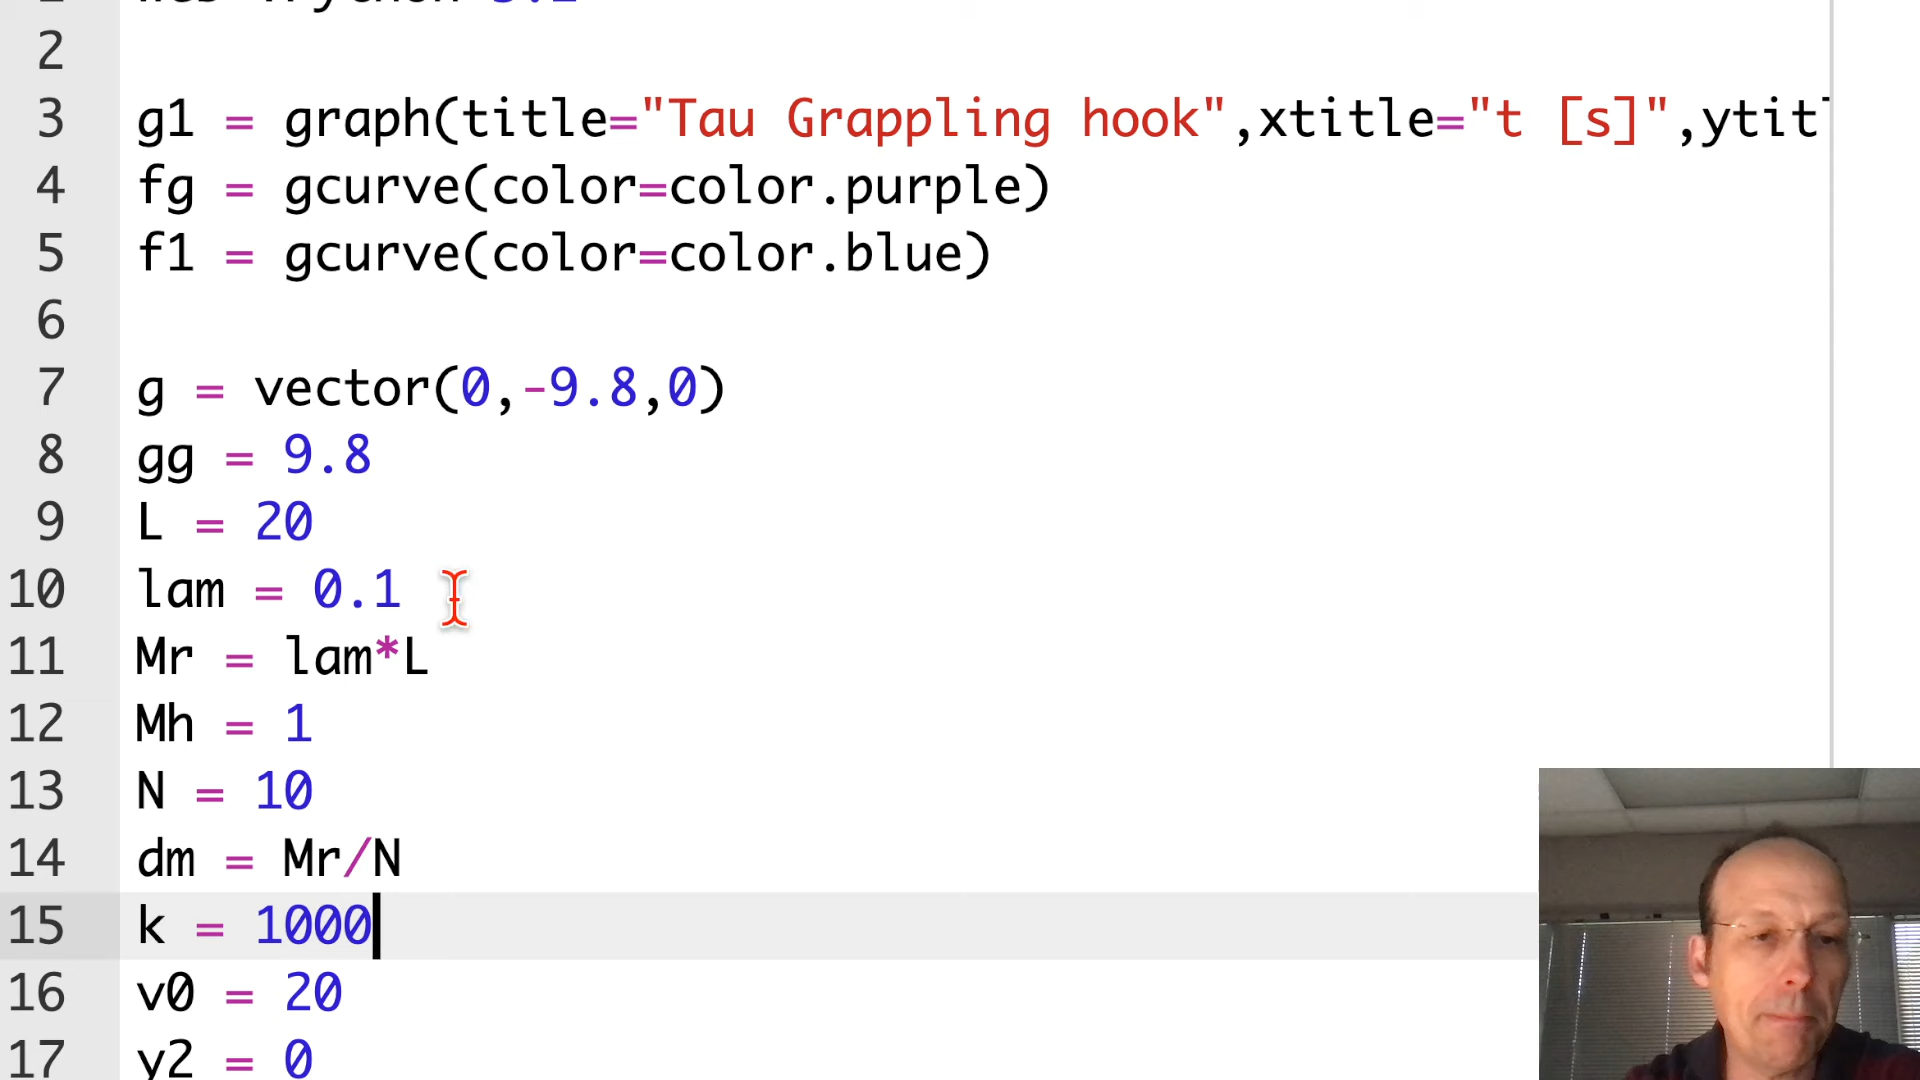 2
3 g1 = graph(title="Tau Grappling hook",xtitle="t [s]",ytit
4 fg = gcurve(color=color.purple)
5 f1 = gcurve(color=color.blue)
6
7 g = vector(0,-9.8,0)
8 gg = 9.8
9 L = 20
10 lam = 0.1
11 Mr = lam*L
12 Mh = 1
13 N = 10
14 dm = Mr/N
15 k = 1000
16 v0 = 20
17 y2 = 0